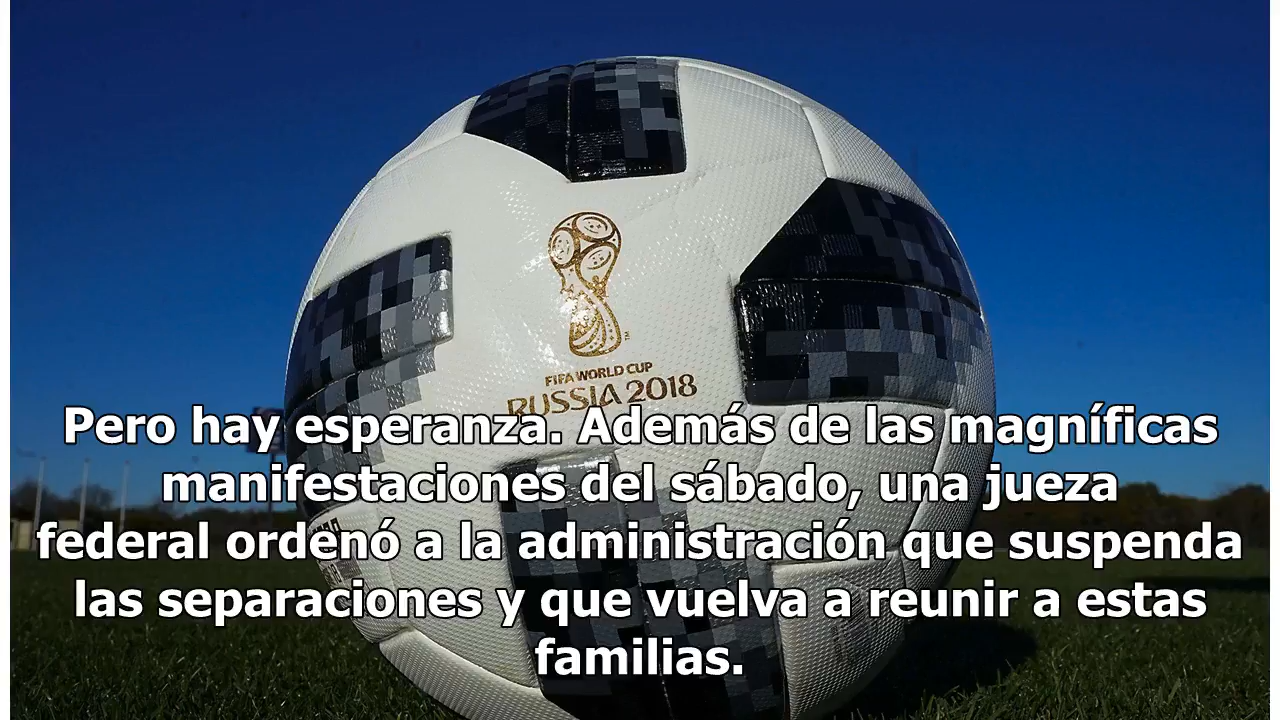 FIFA WORLD CUP
RUSSIA 2018
Pero hay esperanza. Además de las magníficas
manifestaciones del sábado, una jueza
federal ordenó a la administración que suspenda
las separaciones y que vuelva a reunir a estas
familias.